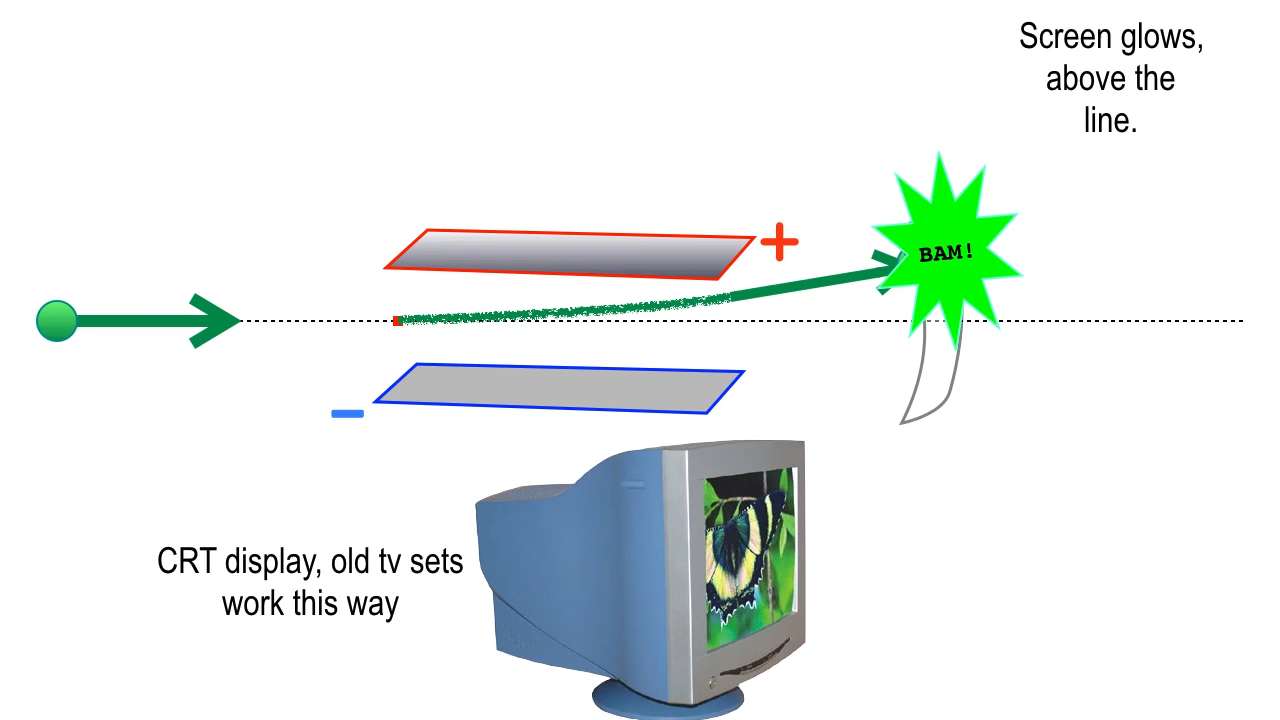 Screen glows,
above the
line.
+
BAM!
-
CRT display, old tv sets
work this way